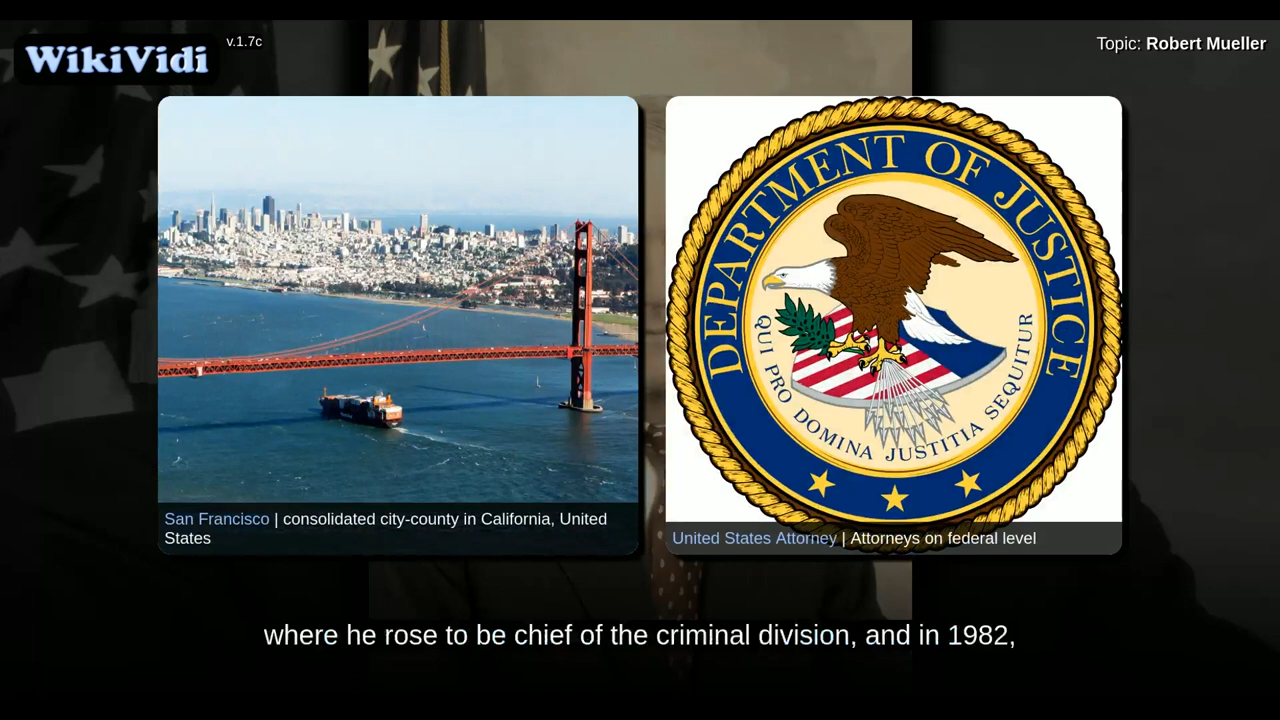 WikiVidi
v.1.7c
Topic: Robert Mueller
San Francisco | consolidated city-county in California, United
States
DEPARTMENT OF JUSTICE
QUI PRO DOMINA JUSTITIA SEQUITUR
United States Attorney | Attorneys on federal level
where he rose to be chief of the criminal division, and in 1982,